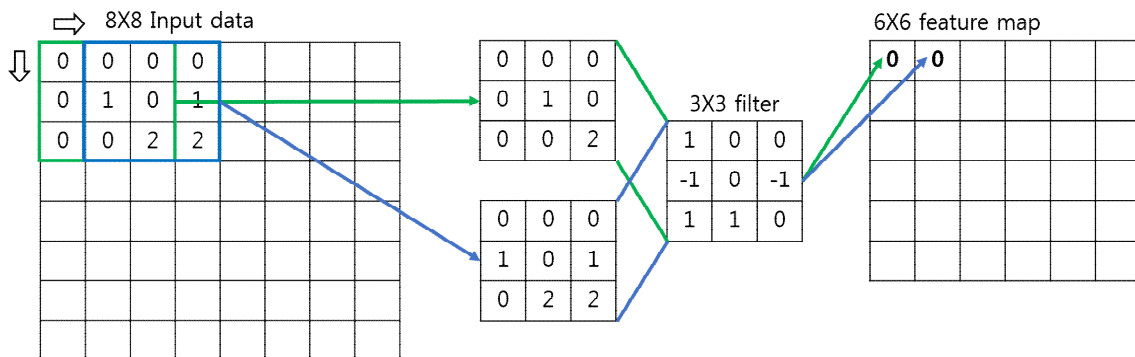 8X8 Input data
0 0 0 0
0 1 0 1
0 0 2 2
0 0 0
0 1 0
0 0 2
0 0 0
1 0 1
0 2 2
3X3 filter
1 0 0
-1 0 -1
1 1 0
6X6 feature map
0 0